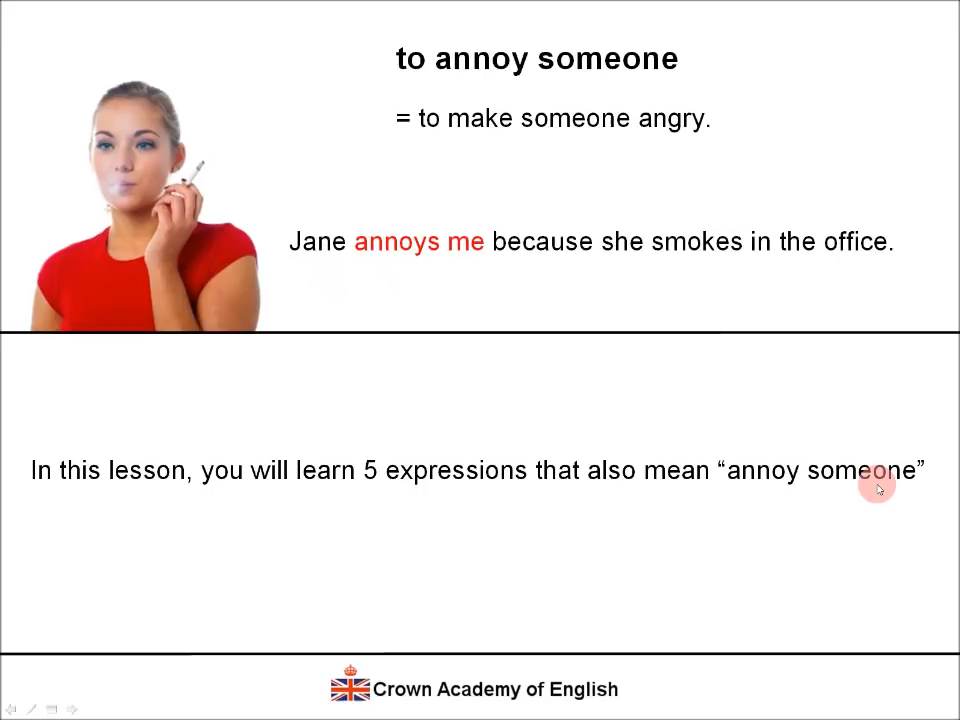 to annoy someone
= to make someone angry.
Jane annoys me because she smokes in the office.
In this lesson, you will learn 5 expressions that also mean “annoy someone”
Crown Academy of English